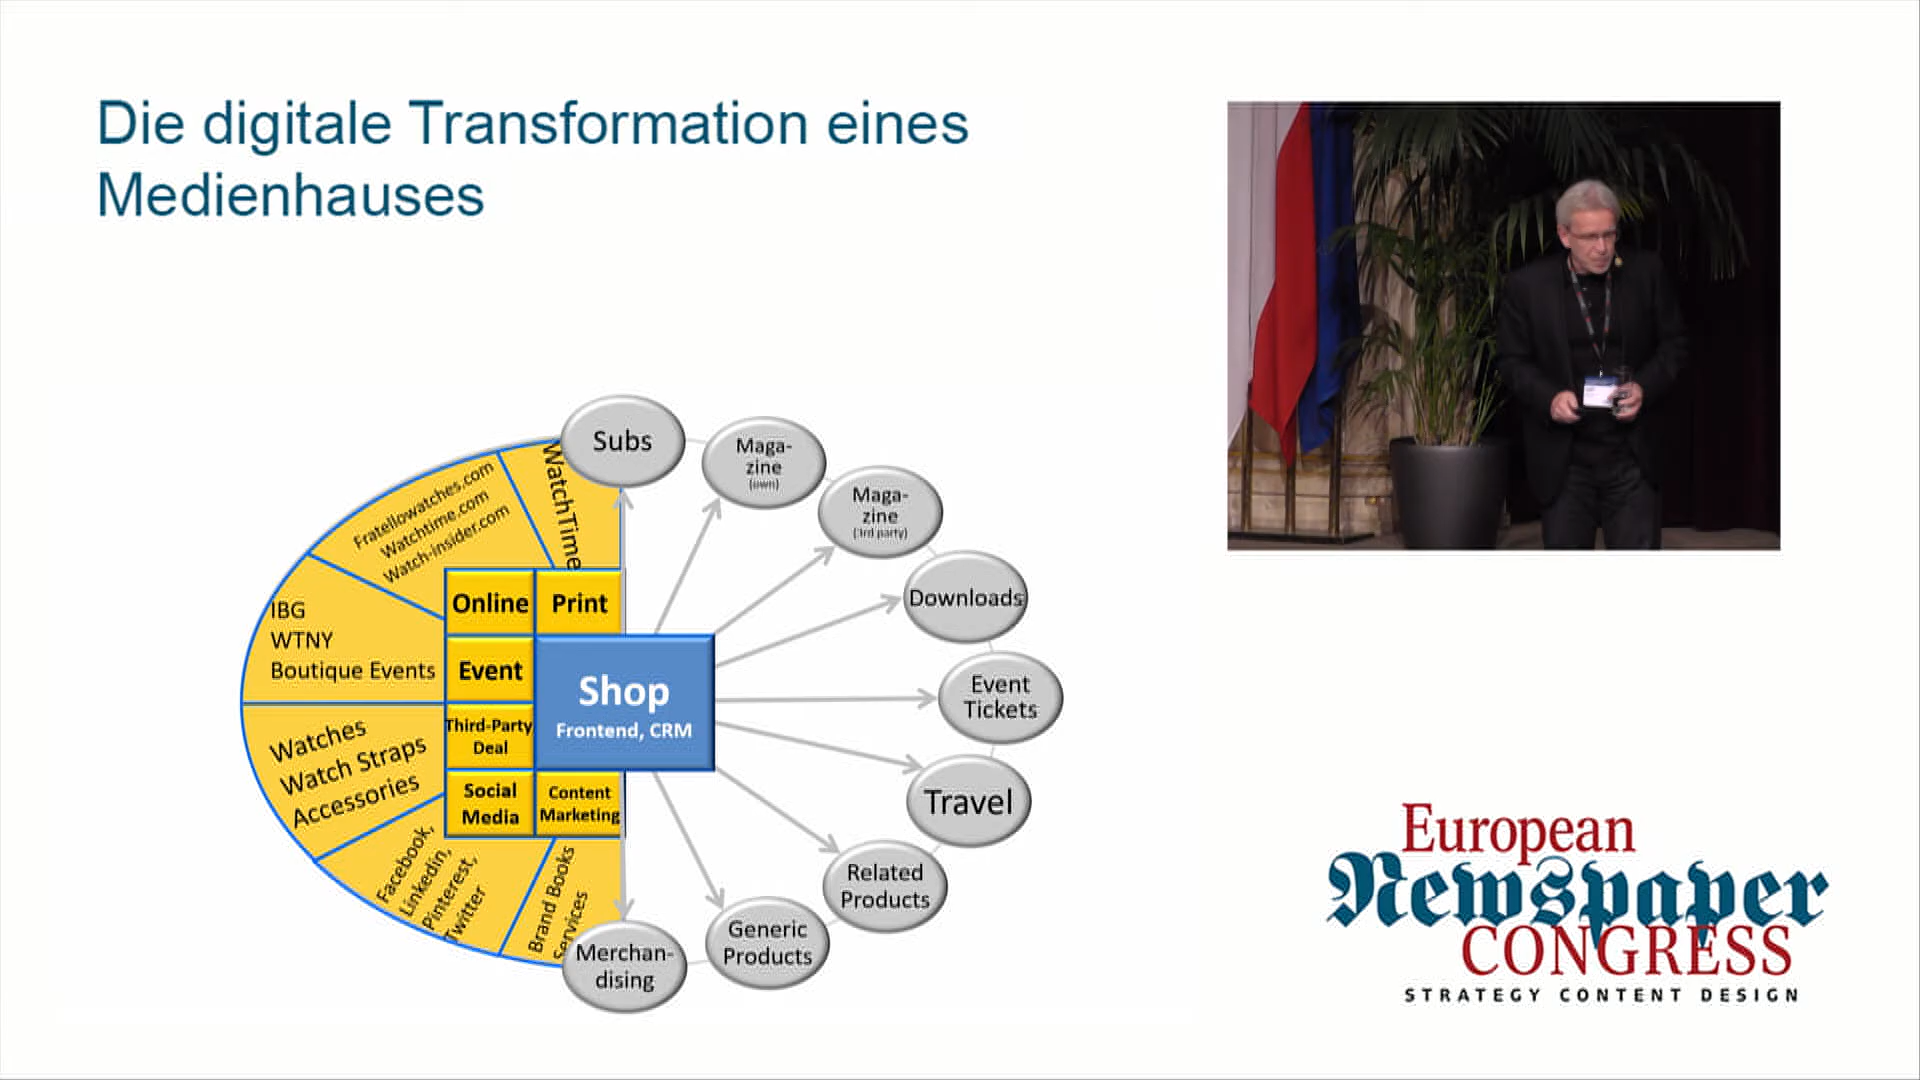 Die digitale Transformation eines
Medienhauses
Subs
Maga-
zine
(own)
Maga-
zine
(3rd party)
Downloads
Event
Tickets
Travel
Related
Products
Generic
Products
Merchan-
dising
WatchTime
Fratellowatches.com
Watchtime.com
Watch-insider.com
IBG
WTNY
Boutique Events
Watches
Watch Straps
Accessories
Facebook,
Linkedin,
Pinterest,
Twitter
Brand Books
Services
Online
Print
Event
Third-Party
Deal
Social
Media
Content
Marketing
Shop
Frontend, CRM
European
Newspaper
CONGRESS
STRATEGY CONTENT DESIGN